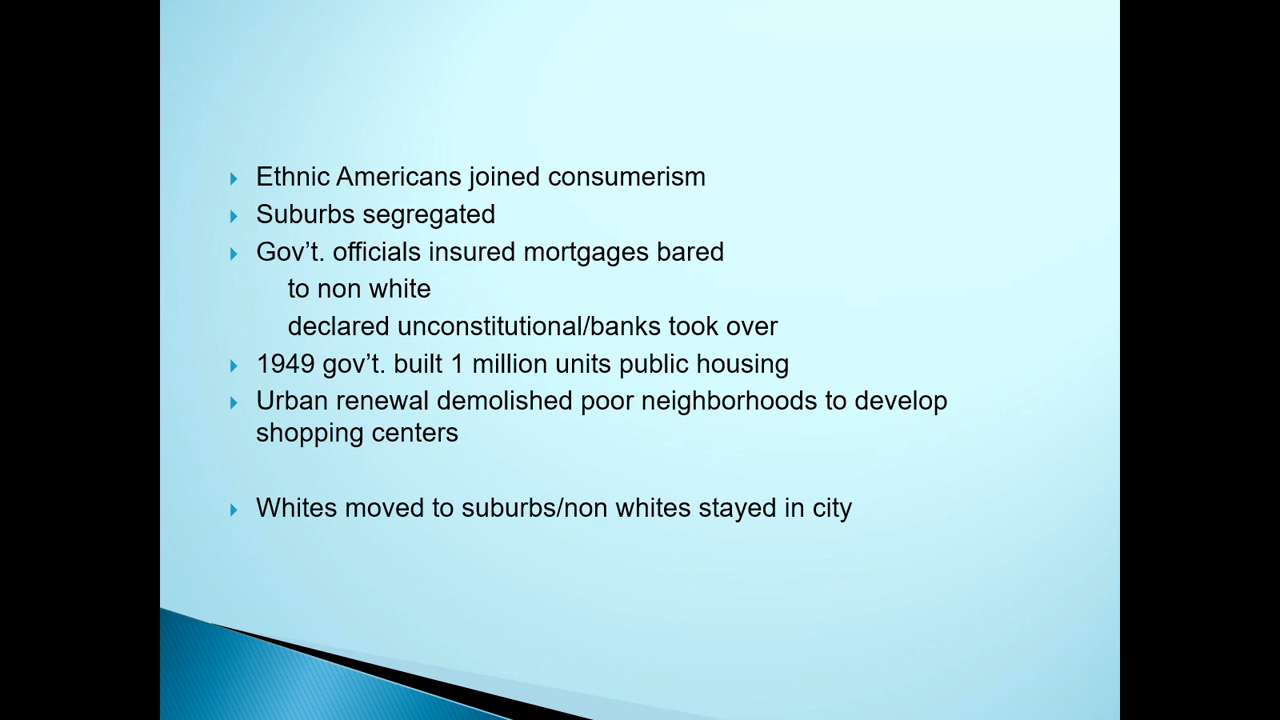 Ethnic Americans joined consumerism
Suburbs segregated
Gov’t. officials insured mortgages bared
to non white
declared unconstitutional/banks took over
1949 gov’t. built 1 million units public housing
Urban renewal demolished poor neighborhoods to develop
shopping centers
Whites moved to suburbs/non whites stayed in city